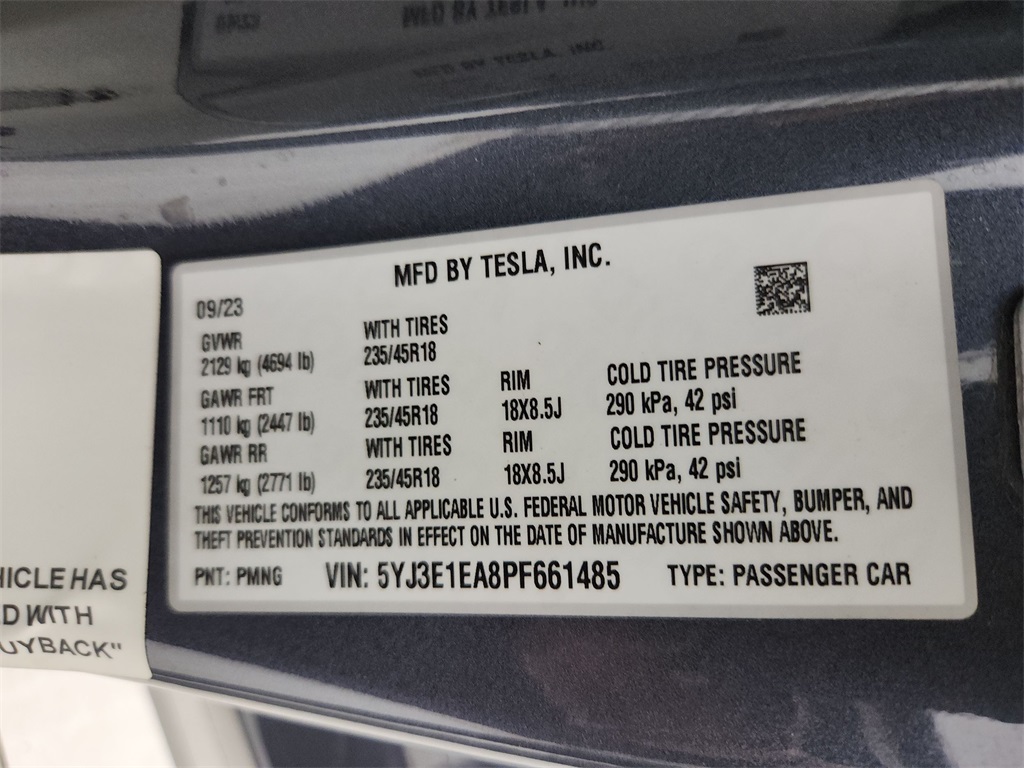 MFD BY TESLA, INC.
09/23
GVWR
2129 kg (4694 lb)
WITH TIRES
235/45R18
GAWR FRT
1110 kg (2447 lb)
WITH TIRES
235/45R18
RIM
18X8.5J
COLD TIRE PRESSURE
290 kPa, 42 psi
GAWR RR
1257 kg (2771 lb)
WITH TIRES
235/45R18
RIM
18X8.5J
COLD TIRE PRESSURE
290 kPa, 42 psi
THIS VEHICLE CONFORMS TO ALL APPLICABLE U.S. FEDERAL MOTOR VEHICLE SAFETY, BUMPER, AND
THEFT PREVENTION STANDARDS IN EFFECT ON THE DATE OF MANUFACTURE SHOWN ABOVE.
PNT: PMNG VIN: 5YJ3E1EA8PF661485 TYPE: PASSENGER CAR
HICLE HAS
D WITH
UYBACK"